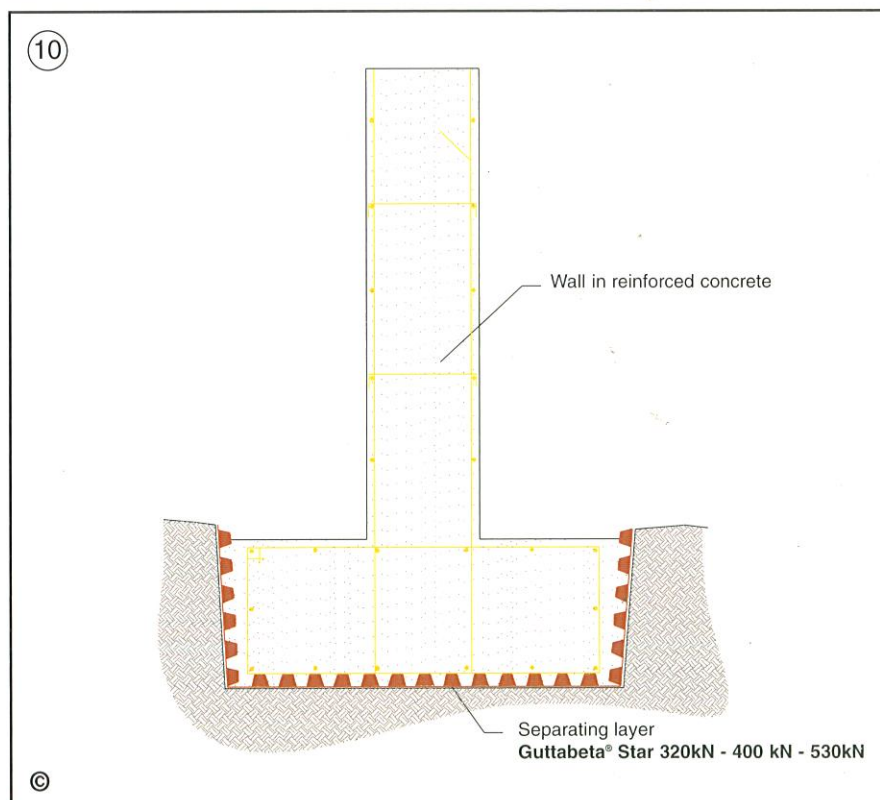 10
Wall in reinforced concrete
Separating layer
Guttabeta® Star 320kN - 400 kN - 530kN
©